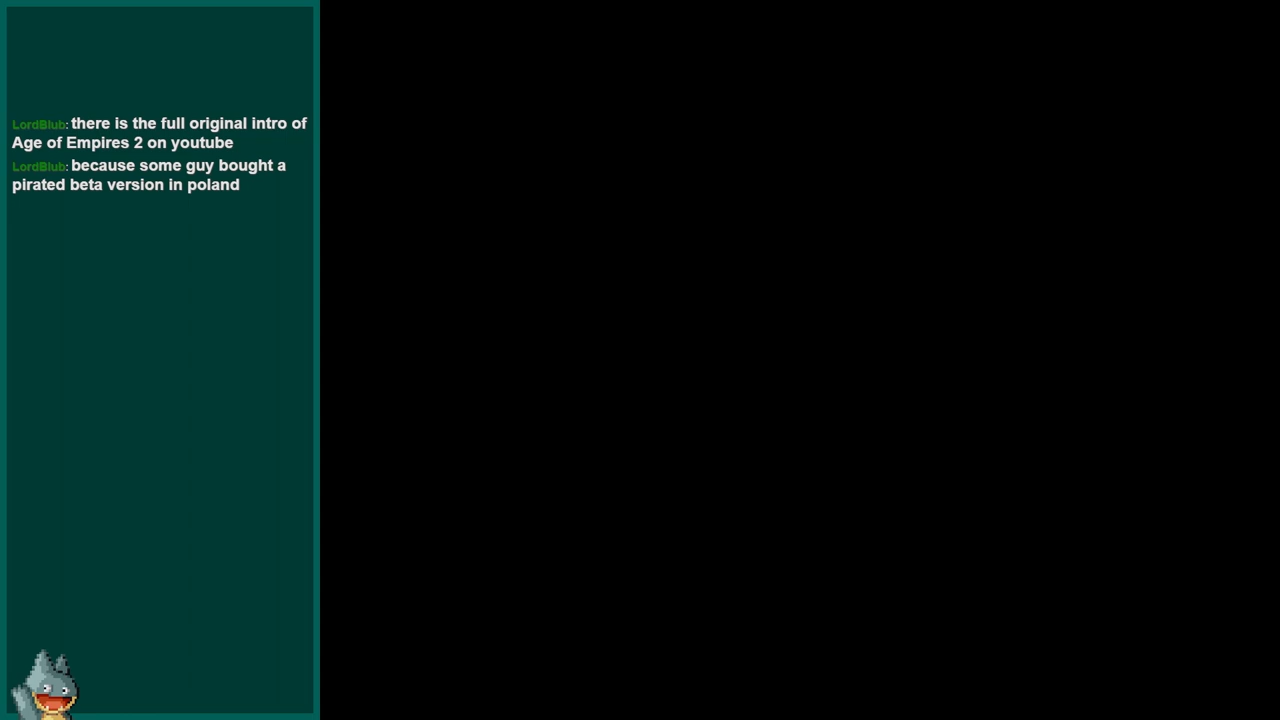 LordBlub: there is the full original intro of
Age of Empires 2 on youtube
LordBlub: because some guy bought a
pirated beta version in poland